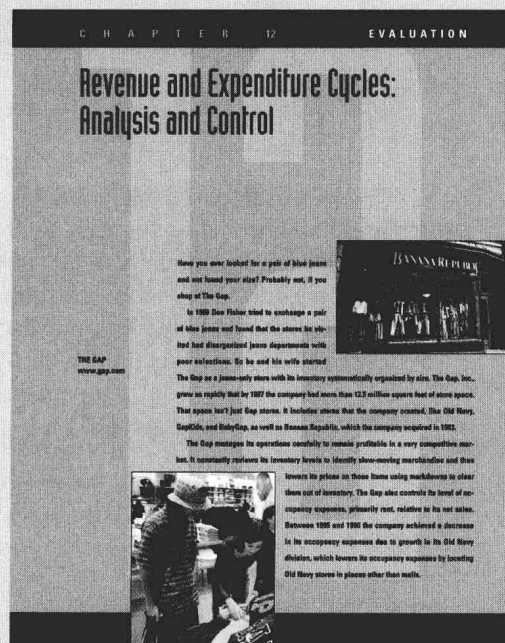 CHAPTER 12 EVALUATION
Revenue and Expenditure Cycles:
Analysis and Control
Have you ever looked for a pair of blue jeans
and not found your size? Probably not, if you
shop at The Gap.
In 1969 Don Fisher tried to exchange a pair
of blue jeans and found that the stores he vis-
ited had disorganized jeans departments with
poor selections. So he and his wife started
The Gap as a jeans-only store with its inventory systematically organized by size. The Gap, Inc.,
grew so rapidly that by 1997 the company had more than 12.5 million square feet of store space.
That space isn't just Gap stores. It includes stores that the company created, like Old Navy,
GapKids, and BabyGap, as well as Banana Republic, which the company acquired in 1983.
The Gap manages its operations carefully to remain profitable in a very competitive mar-
ket. It constantly reviews its inventory levels to identify slow-moving merchandise and then
lowers its prices on those items using markdowns to clear
them out of inventory. The Gap also controls its level of oc-
cupancy expenses, primarily rent, relative to its net sales.
Between 1995 and 1996 the company achieved a decrease
in its occupancy expenses due to growth in its Old Navy
division, which lowers its occupancy expenses by locating
Old Navy stores in places other than malls.
THE GAP
www.gap.com
BANANA REPUBLIC